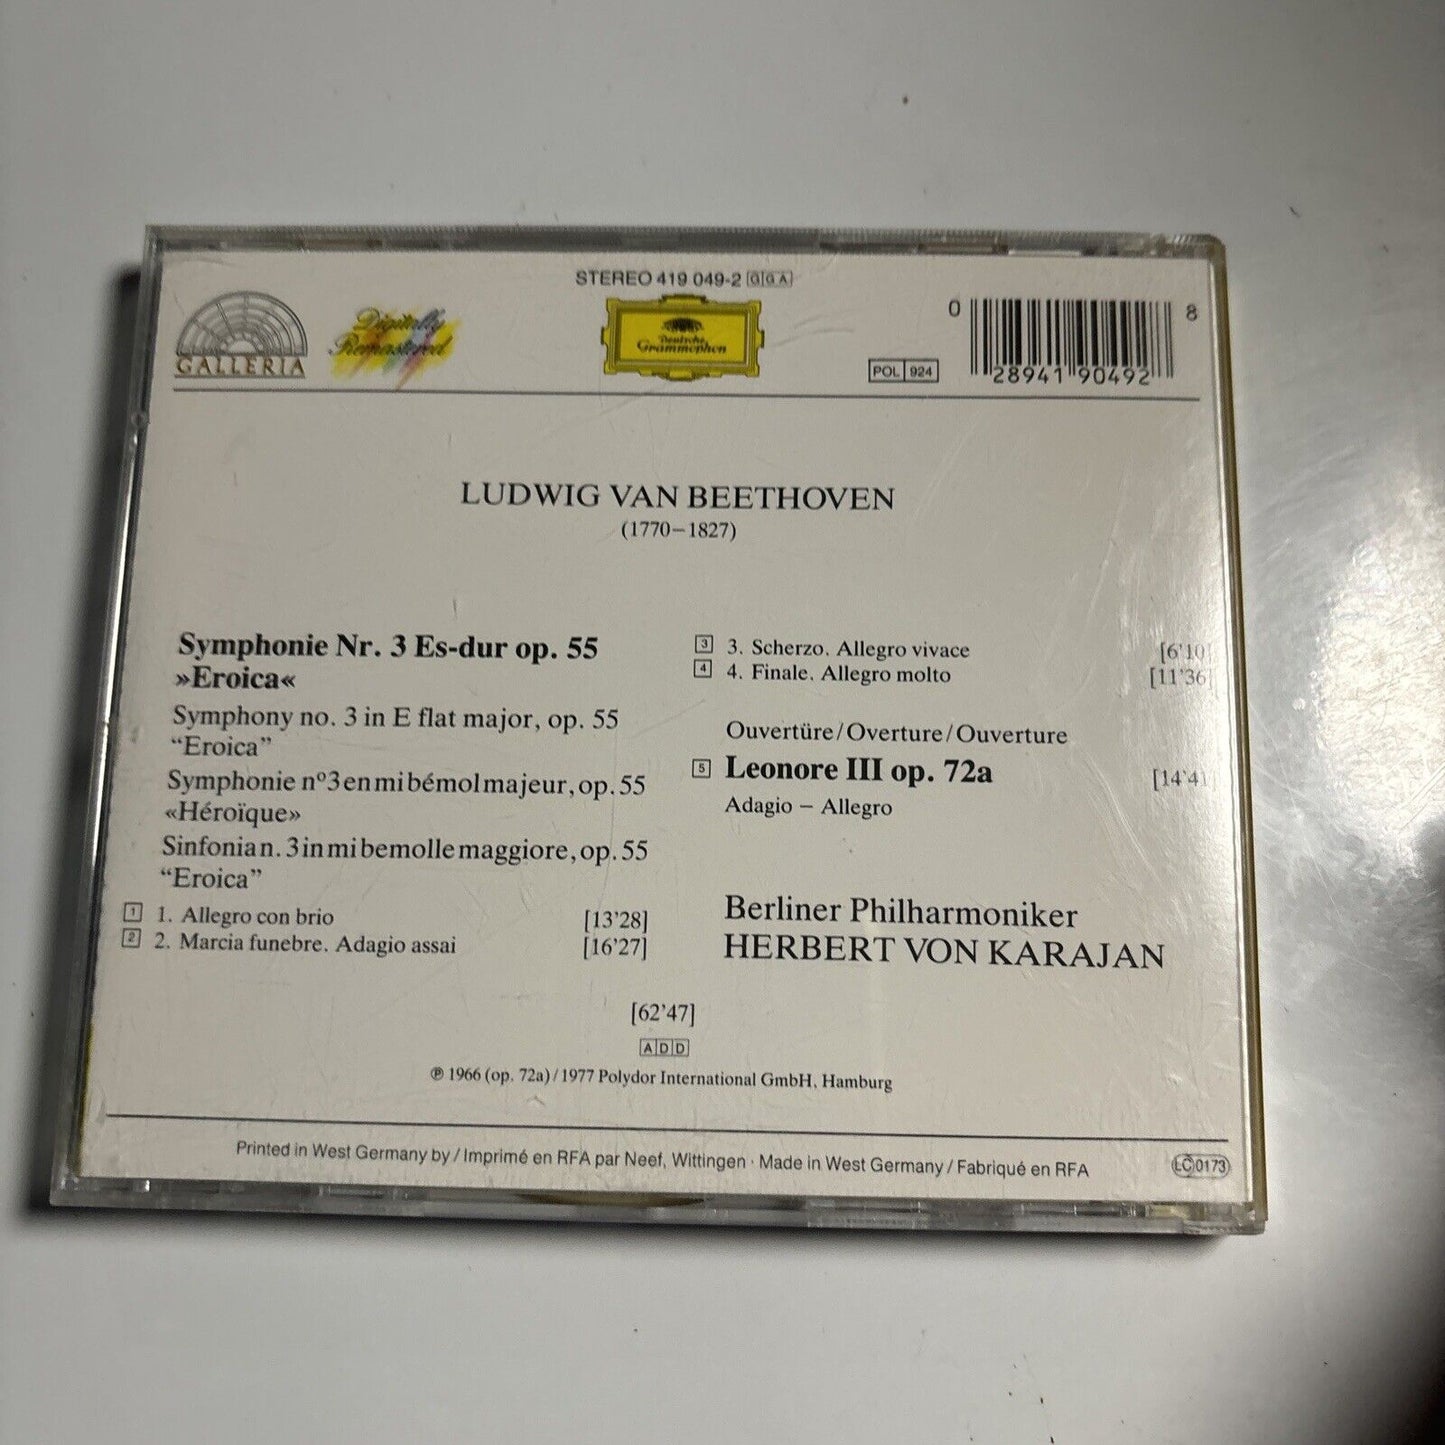 STEREO 419 049-2 GGA
GALLERIA
Digitally
Remastered
Deutsche
Grammophon
POL 924
0 28941 90492 8
LUDWIG VAN BEETHOVEN
(1770–1827)
Symphonie Nr. 3 Es-dur op. 55
»Eroica«
Symphony no. 3 in E flat major, op. 55
“Eroica”
Symphonie nº 3 en mi bémol majeur, op. 55
«Héroïque»
Sinfonia n. 3 in mi bemolle maggiore, op. 55
“Eroica”
1 1. Allegro con brio [13'28]
2 2. Marcia funebre. Adagio assai [16'27]
3 3. Scherzo. Allegro vivace [6'10]
4 4. Finale. Allegro molto [11'36]
Ouvertüre/Overture/Ouverture
5 Leonore III op. 72a
Adagio – Allegro
Berliner Philharmoniker
HERBERT VON KARAJAN
[62'47]
ADD
℗ 1966 (op. 72a) / 1977 Polydor International GmbH, Hamburg
Printed in West Germany by / Imprimé en RFA par Neef, Wittingen · Made in West Germany / Fabriqué en RFA
LC 0173